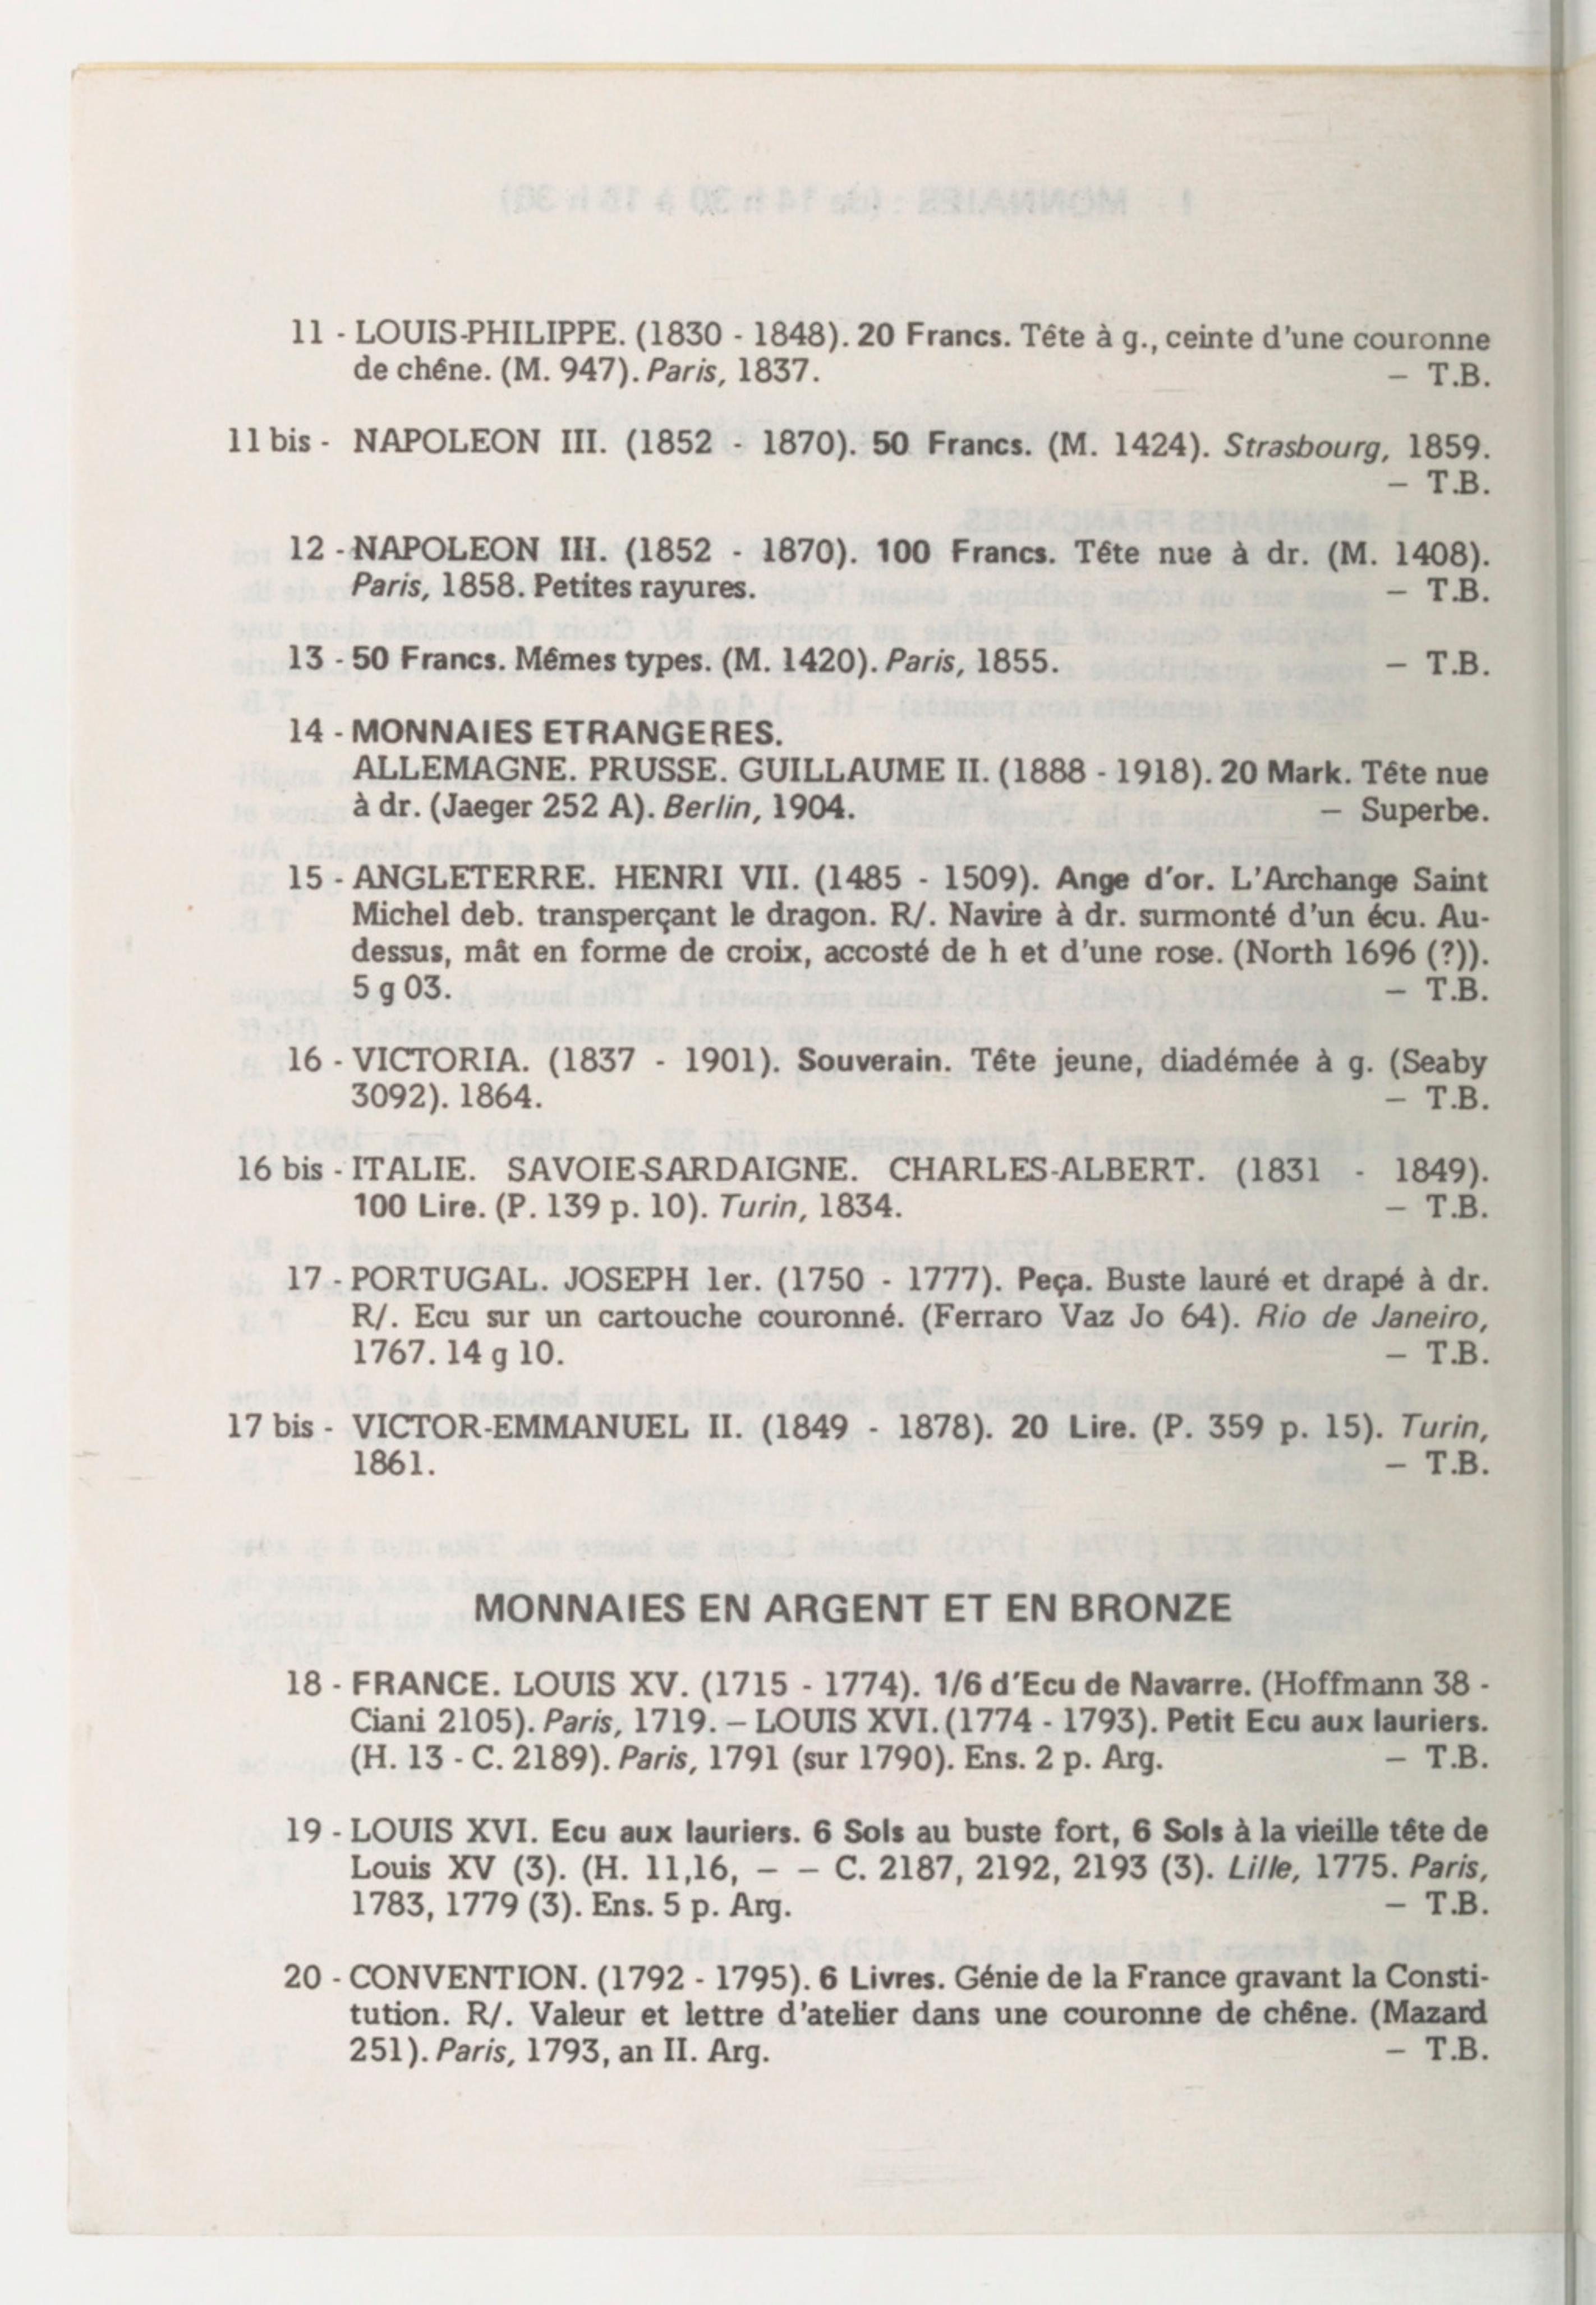 11 - LOUIS-PHILIPPE. (1830 - 1848). 20 Francs. Tête à g., ceinte d'une couronne
de chêne. (M. 947). Paris, 1837. – T.B.
11 bis - NAPOLEON III. (1852 - 1870). 50 Francs. (M. 1424). Strasbourg, 1859.
– T.B.
12 - NAPOLEON III. (1852 - 1870). 100 Francs. Tête nue à dr. (M. 1408).
Paris, 1858. Petites rayures. – T.B.
13 - 50 Francs. Mêmes types. (M. 1420). Paris, 1855. – T.B.
14 - MONNAIES ETRANGERES.
ALLEMAGNE. PRUSSE. GUILLAUME II. (1888 - 1918). 20 Mark. Tête nue
à dr. (Jaeger 252 A). Berlin, 1904. – Superbe.
15 - ANGLETERRE. HENRI VII. (1485 - 1509). Ange d'or. L'Archange Saint
Michel deb. transperçant le dragon. R/. Navire à dr. surmonté d'un écu. Au-
dessus, mât en forme de croix, accosté de h et d'une rose. (North 1696 (?)).
5 g 03. – T.B.
16 - VICTORIA. (1837 - 1901). Souverain. Tête jeune, diadémée à g. (Seaby
3092). 1864. – T.B.
16 bis - ITALIE. SAVOIE-SARDAIGNE. CHARLES-ALBERT. (1831 - 1849).
100 Lire. (P. 139 p. 10). Turin, 1834. – T.B.
17 - PORTUGAL. JOSEPH 1er. (1750 - 1777). Peça. Buste lauré et drapé à dr.
R/. Ecu sur un cartouche couronné. (Ferraro Vaz Jo 64). Rio de Janeiro,
1767. 14 g 10. – T.B.
17 bis - VICTOR-EMMANUEL II. (1849 - 1878). 20 Lire. (P. 359 p. 15). Turin,
1861. – T.B.
MONNAIES EN ARGENT ET EN BRONZE
18 - FRANCE. LOUIS XV. (1715 - 1774). 1/6 d'Ecu de Navarre. (Hoffmann 38 -
Ciani 2105). Paris, 1719. – LOUIS XVI. (1774 - 1793). Petit Ecu aux lauriers.
(H. 13 - C. 2189). Paris, 1791 (sur 1790). Ens. 2 p. Arg. – T.B.
19 - LOUIS XVI. Ecu aux lauriers. 6 Sols au buste fort, 6 Sols à la vieille tête de
Louis XV (3). (H. 11,16, – – C. 2187, 2192, 2193 (3). Lille, 1775. Paris,
1783, 1779 (3). Ens. 5 p. Arg. – T.B.
20 - CONVENTION. (1792 - 1795). 6 Livres. Génie de la France gravant la Consti-
tution. R/. Valeur et lettre d'atelier dans une couronne de chêne. (Mazard
251). Paris, 1793, an II. Arg. – T.B.